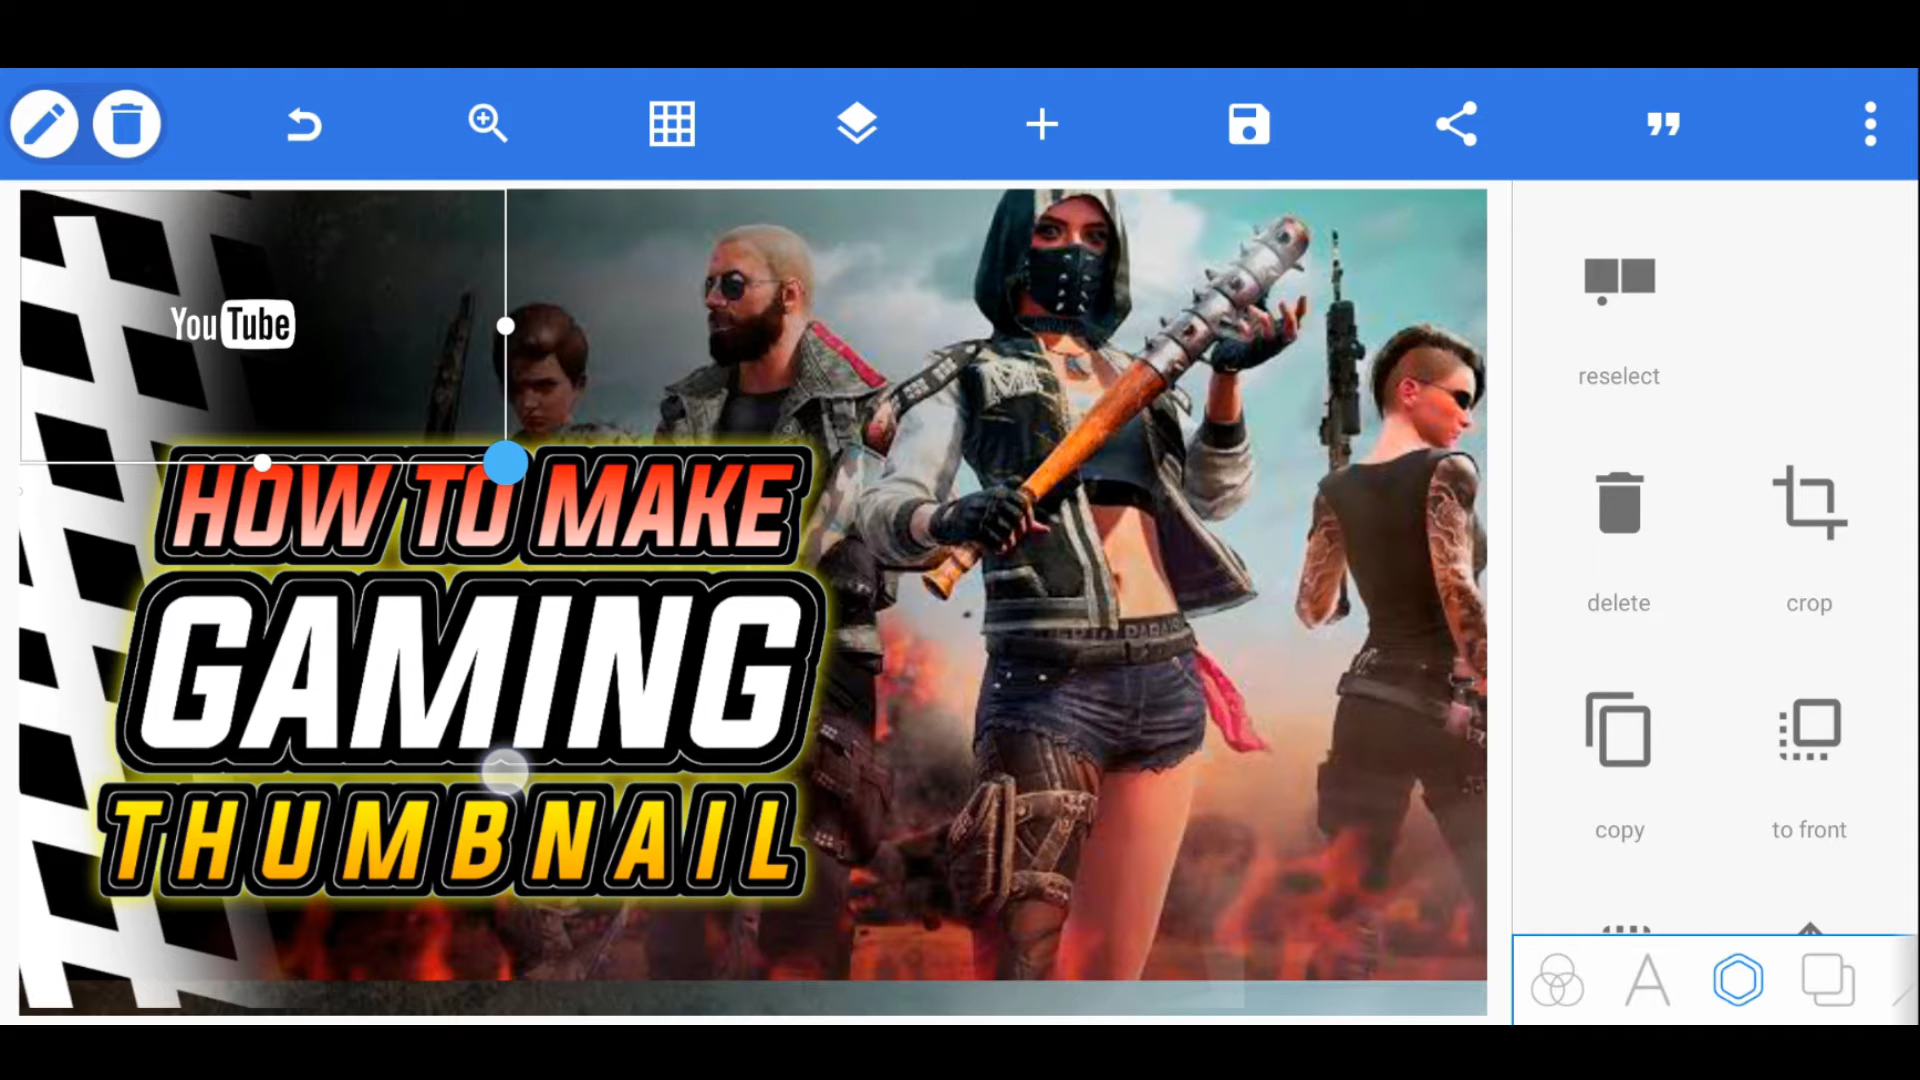 YouTube
HOW TO MAKE
GAMING
THUMBNAIL
reselect
delete
crop
copy
to front